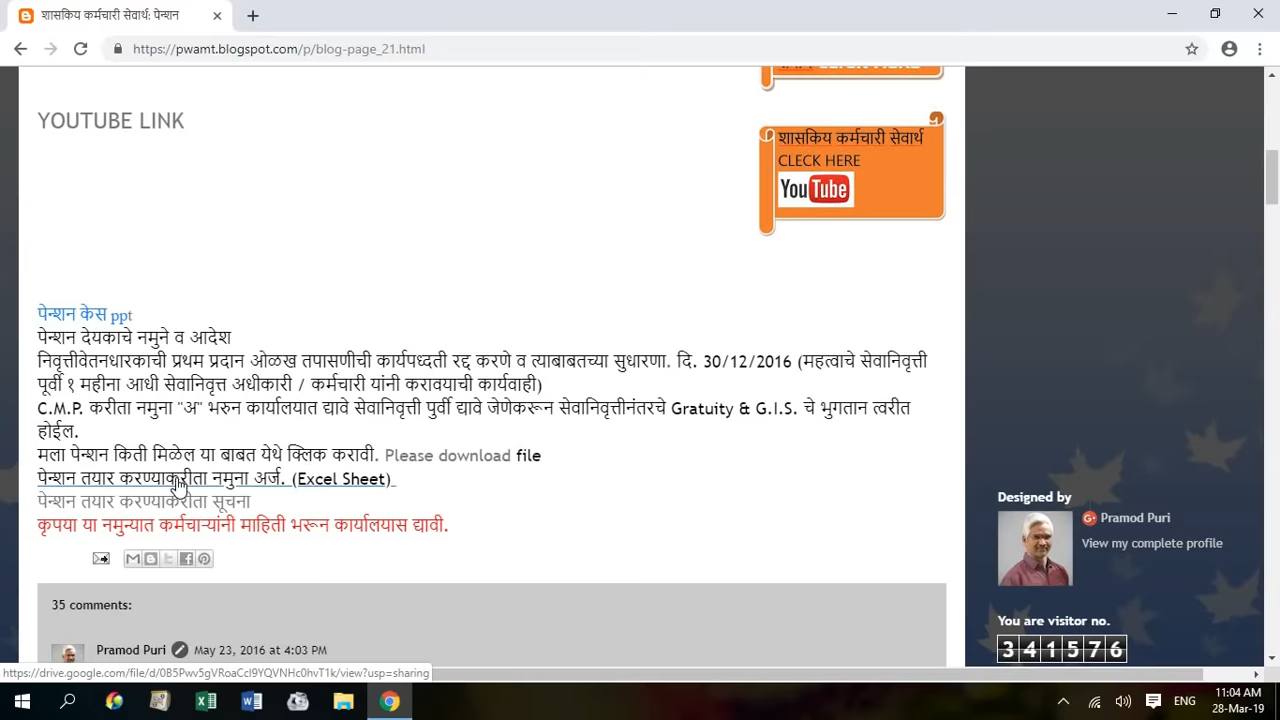 शासकिय कर्मचारी सेवार्थ: पेन्शन
https://pwamt.blogspot.com/p/blog-page_21.html
YOUTUBE LINK
शासकिय कर्मचारी सेवार्थ
CLECK HERE
YouTube
पेन्शन केस ppt
पेन्शन देयकाचे नमुने व आदेश
निवृत्तीवेतनधारकाची प्रथम प्रदान ओळख तपासणीची कार्यपध्दती रद्द करणे व त्याबाबतच्या सुधारणा. दि. 30/12/2016 (महत्वाचे सेवानिवृत्ती
पूर्वी १ महीना आधी सेवानिवृत्त अधीकारी / कर्मचारी यांनी करावयाची कार्यवाही)
C.M.P. करीता नमुना "अ" भरुन कार्यालयात द्यावे सेवानिवृत्ती पुर्वी द्यावे जेणेकरून सेवानिवृत्तीनंतरचे Gratuity & G.I.S. चे भुगतान त्वरीत
होईल.
मला पेन्शन किती मिळेल या बाबत येथे क्लिक करावी. Please download file
पेन्शन तयार करण्याकरीता नमुना अर्ज. (Excel Sheet)
पेन्शन तयार करण्याकरीता सूचना
कृपया या नमुन्यात कर्मचाऱ्यांनी माहिती भरून कार्यालयास द्यावी.
35 comments:
Pramod Puri May 23, 2016 at 4:03 PM
Designed by
Pramod Puri
View my complete profile
You are visitor no.
341576
https://drive.google.com/file/d/0B5Pwv5gVRoaCcl9YQVNHc0hvT1k/view?usp=sharing
ENG
11:04 AM
28-Mar-19